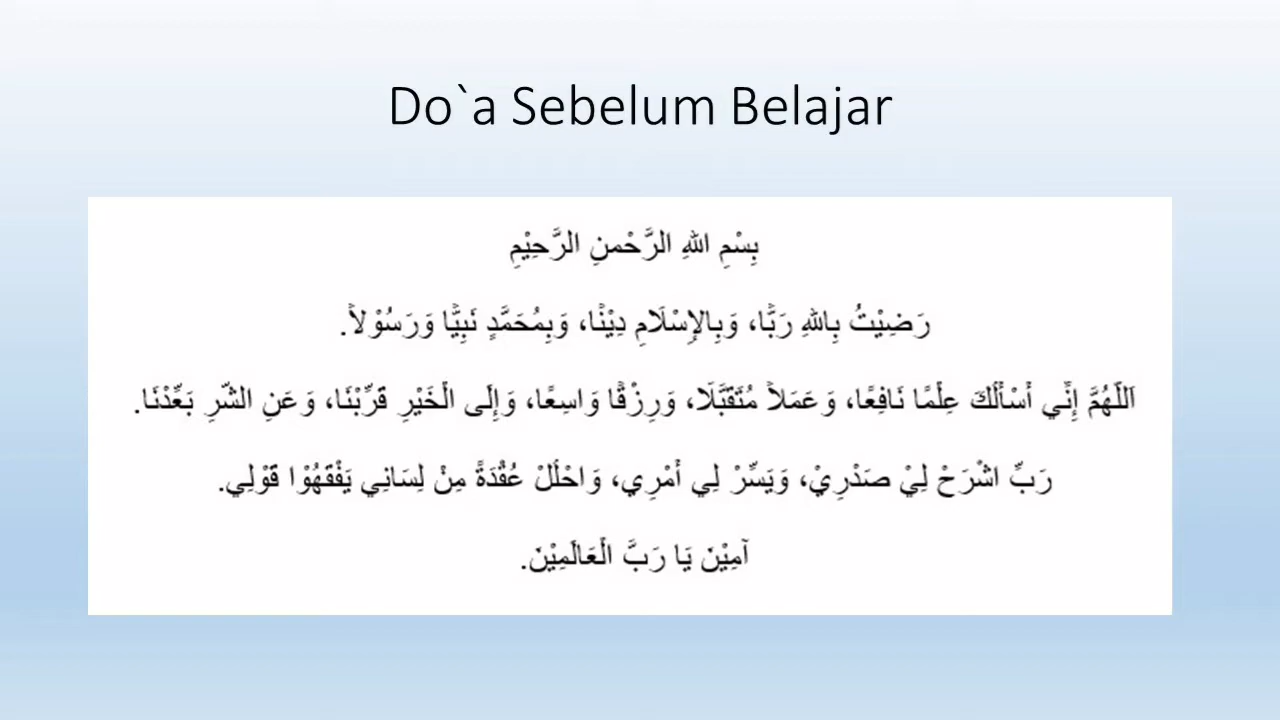 Do`a Sebelum Belajar
بِسْمِ اللهِ الرَّحْمنِ الرَّحِيْمِ
رَضِيْتُ بِاللهِ رَبًّا، وَبِالإِسْلَامِ دِيْنًا، وَبِمُحَمَّدٍ نَبِيًّا وَرَسُوْلاً.
اَللّٰهُمَّ إِنِّي أَسْأَلُكَ عِلْمًا نَافِعًا، وَعَمَلاً مُتَقَبَّلَا، وَرِزْقًا وَاسِعًا، وَإِلَى الْخَيْرِ قَرِّبْنَا، وَعَنِ الشّرِ بَعِّدْنَا.
رَبِّ اشْرَحْ لِيْ صَدْرِيْ، وَيَسِّرْ لِي أَمْرِي، وَاحْلُلْ عُقْدَةً مِنْ لِسَانِي يَفْقَهُوْا قَوْلِي.
آمِيْنَ يَا رَبَّ الْعَالَمِيْنَ.